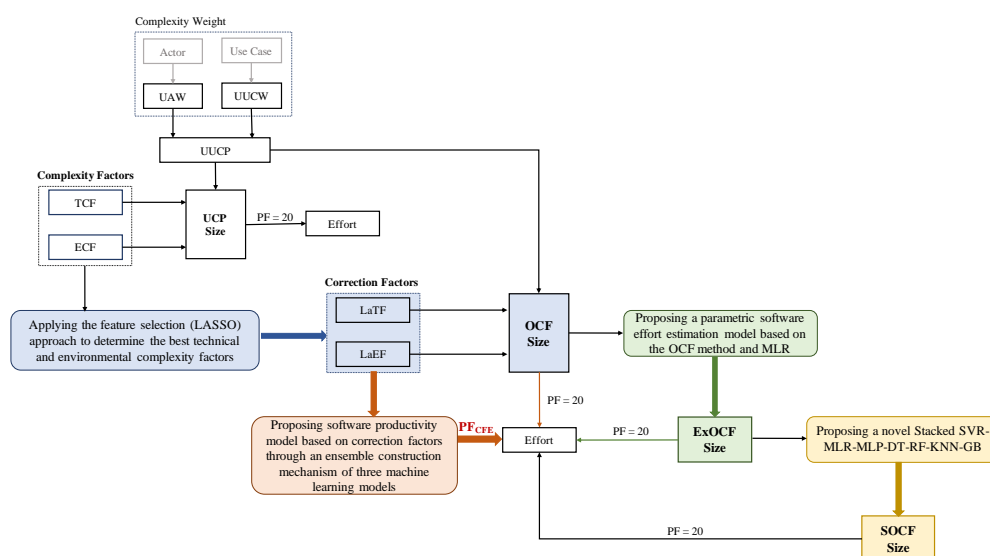 Complexity Weight
Actor
Use Case
UAW
UUCW
UUCP
Complexity Factors
TCF
ECF
UCP
Size
PF = 20
Effort
Correction Factors
Applying the feature selection (LASSO)
approach to determine the best technical
and environmental complexity factors
LaTF
LaEF
OCF
Size
Proposing a parametric software
effort estimation model based on
the OCF method and MLR
PF = 20
Proposing software productivity
model based on correction factors
through an ensemble construction
mechanism of three machine
learning models
PFCFE
Effort
PF = 20
ExOCF
Size
Proposing a novel Stacked SVR-
MLR-MLP-DT-RF-KNN-GB
PF = 20
SOCF
Size